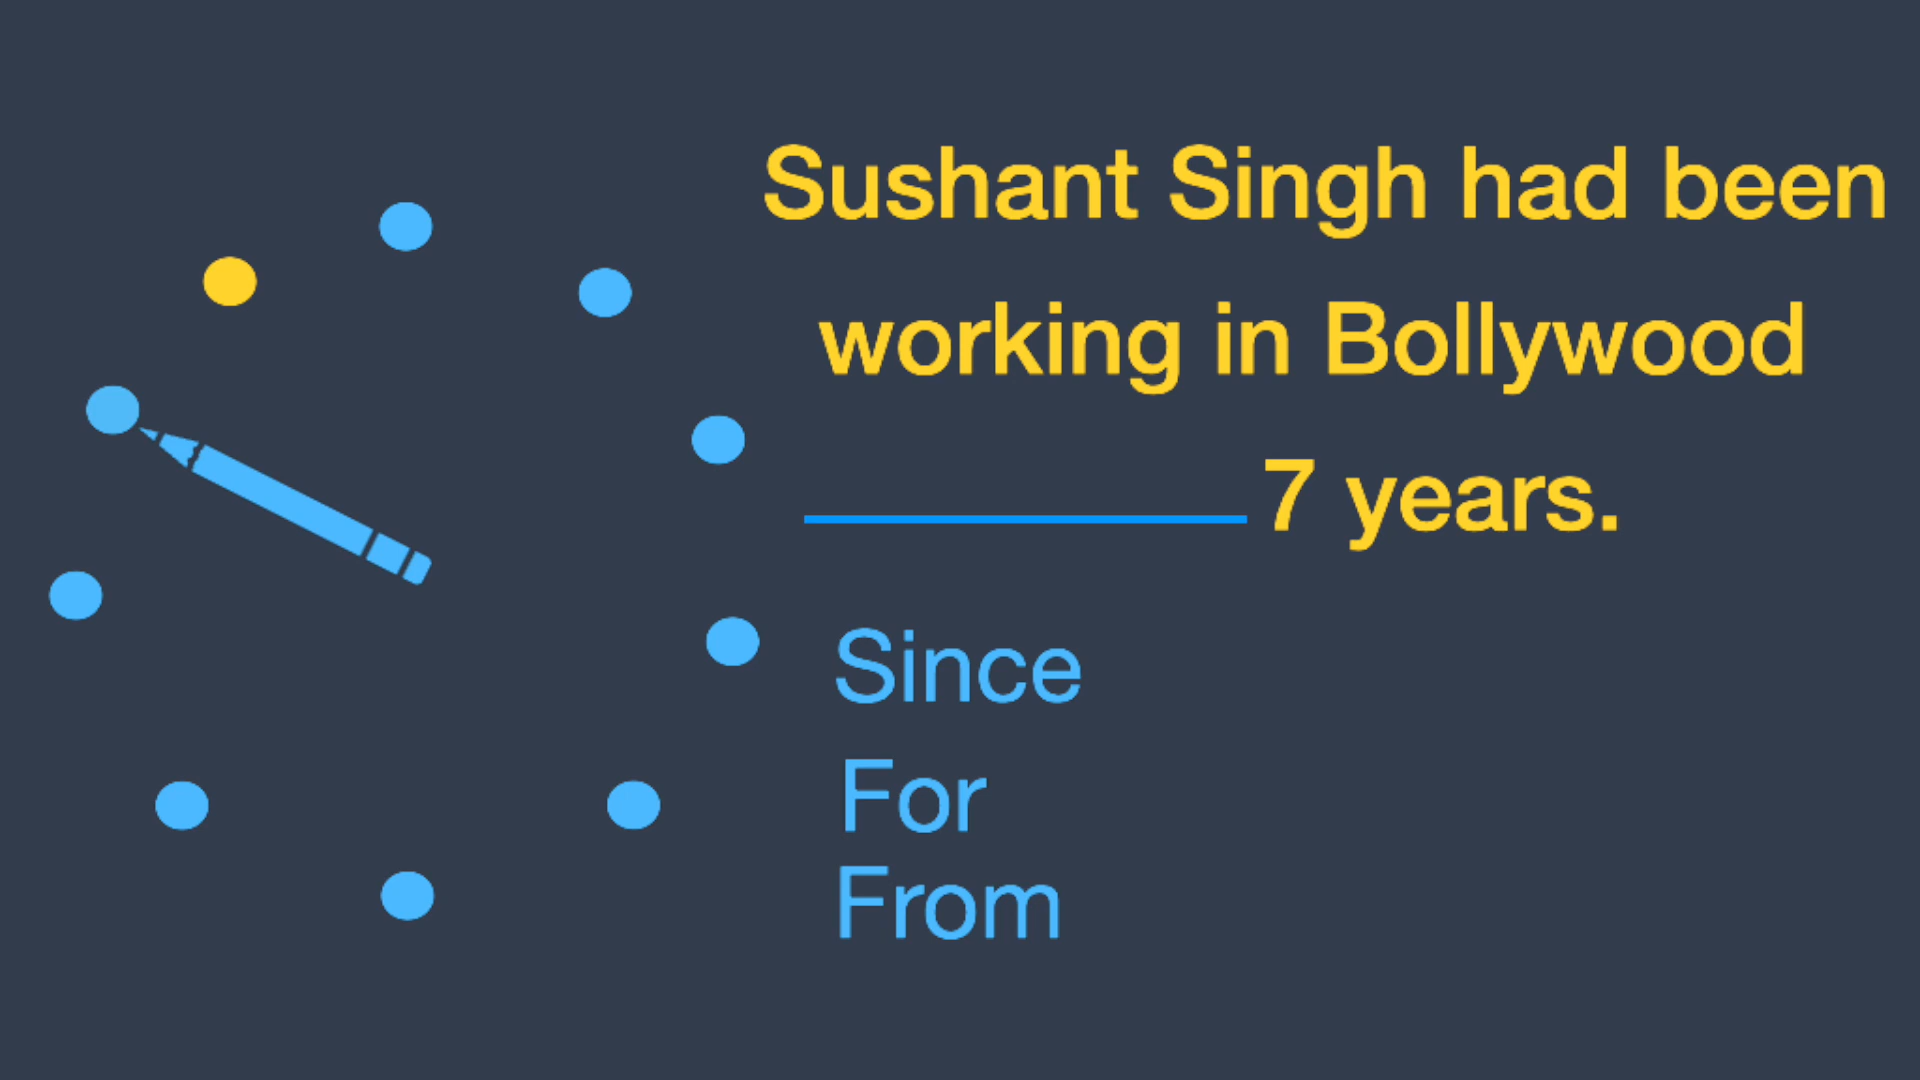 Sushant Singh had been
working in Bollywood
7 years.
Since
For
From